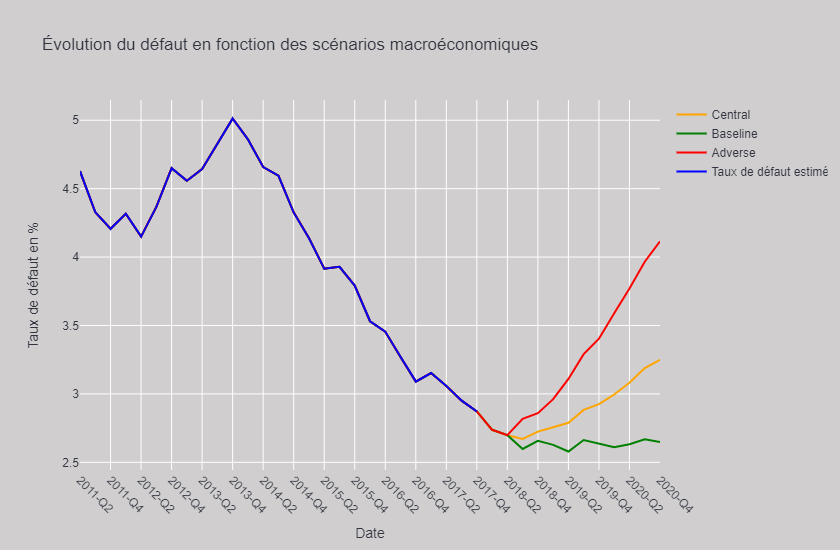 Évolution du défaut en fonction des scénarios macroéconomiques
Central
Baseline
Adverse
Taux de défaut estimé
Taux de défaut en %
5
4.5
4
3.5
3
2.5
2011-Q2
2011-Q4
2012-Q2
2012-Q4
2013-Q2
2013-Q4
2014-Q2
2014-Q4
2015-Q2
2015-Q4
2016-Q2
2016-Q4
2017-Q2
2017-Q4
2018-Q2
2018-Q4
2019-Q2
2019-Q4
2020-Q2
2020-Q4
Date